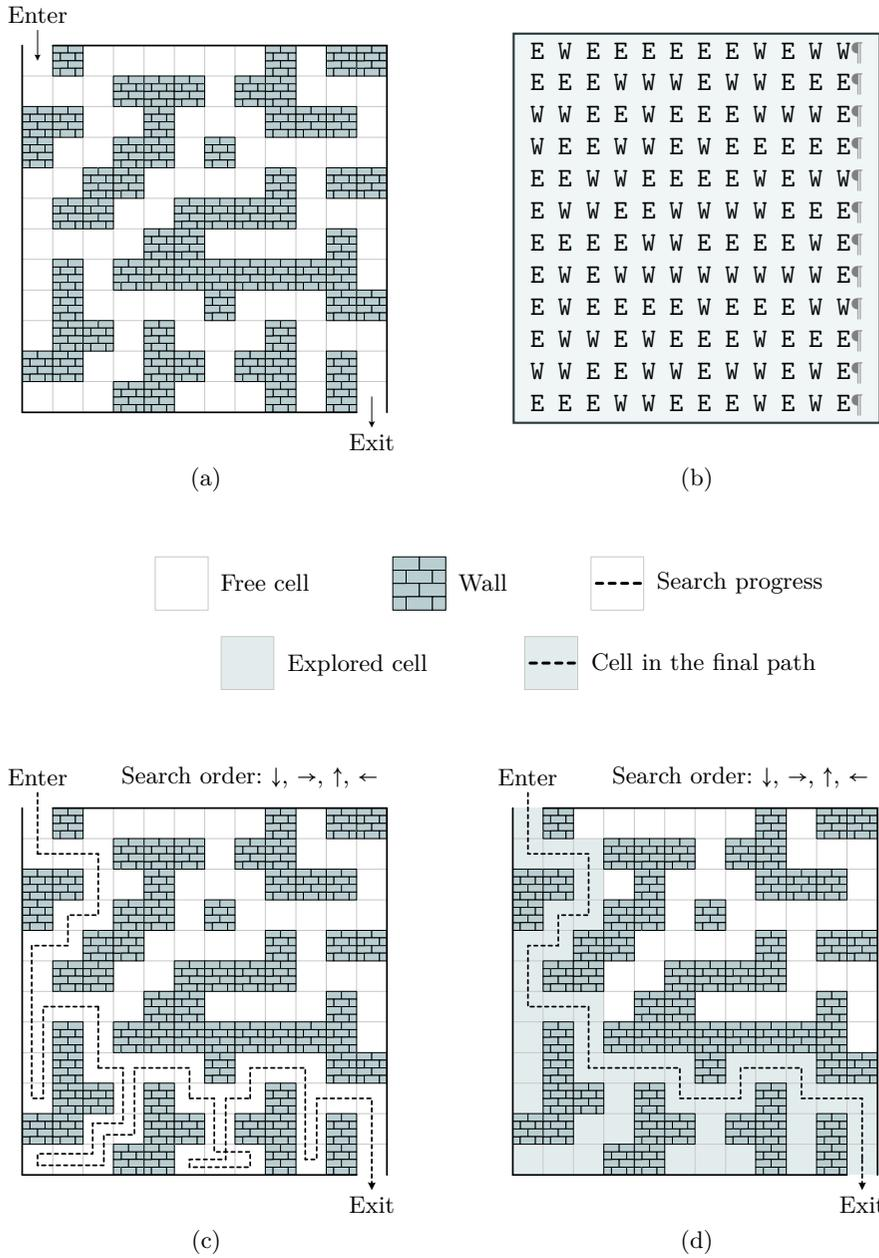 Enter
E W E E E E E E W E W W¶
E E E W W W E W W E E E¶
W W E E W E E E W W W E¶
W E E W W E W E E E E E¶
E E W W E E E E W E W W¶
E W W E E W W W W E E E¶
E E E E W W E E E E W E¶
E W E W W W W W W W W E¶
E W E E E E W E E E W W¶
E W W E W E E E W E E E¶
W W E E W W E W W E W E¶
E E E W W E E E W E W E¶
Exit
(a)
(b)
Free cell
Wall
Search progress
Explored cell
Cell in the final path
Enter
Search order: ↓, →, ↑, ←
Enter
Search order: ↓, →, ↑, ←
Exit
Exit
(c)
(d)